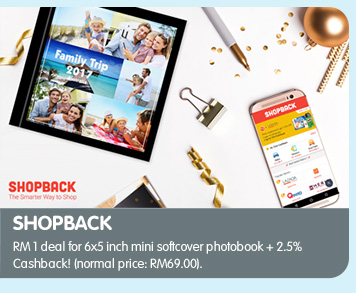 Family Trip
2017
SHOPBACK
SHOPBACK
The Smarter Way to Shop
SHOPBACK
RM 1 deal for 6x5 inch mini softcover photobook + 2.5%
Cashback! (normal price: RM69.00).